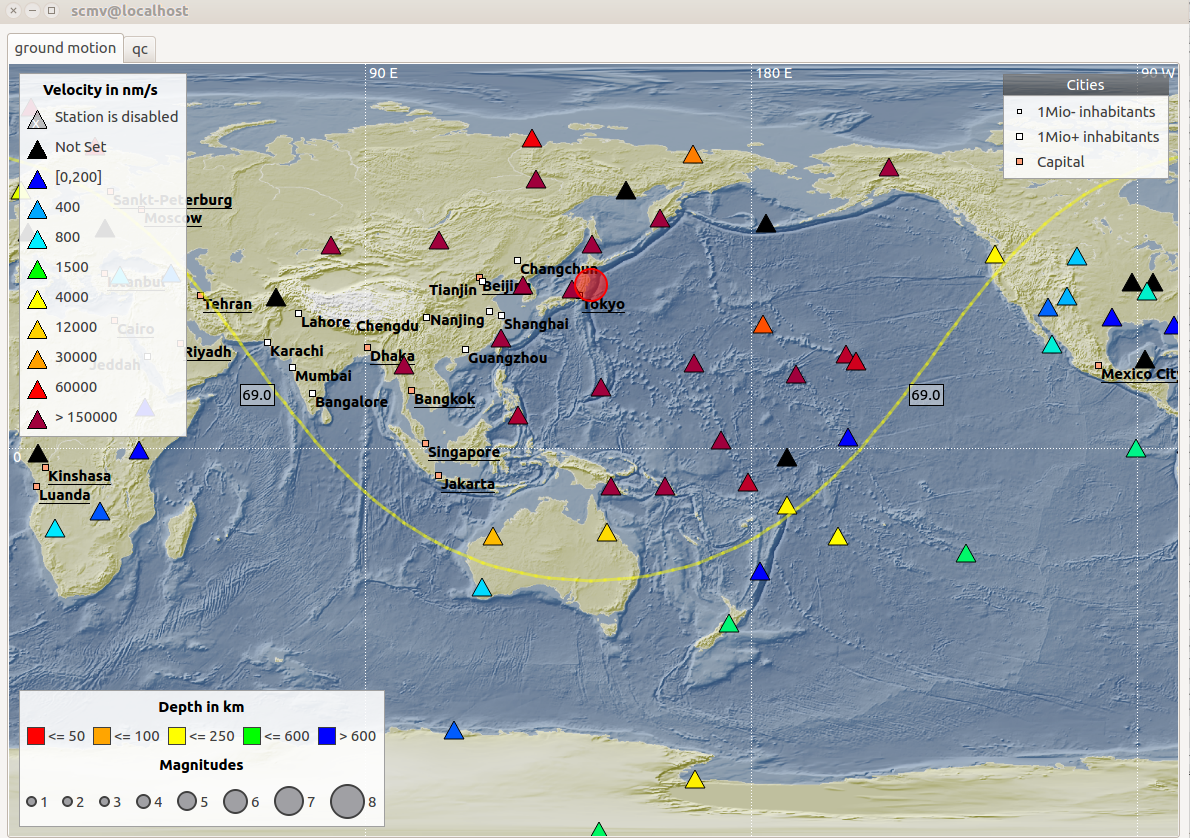 scmv@localhost
ground motion
qc
90 E
180 E
90 W
Velocity in nm/s
Station is disabled
Not Set
[0,200]
400
800
1500
4000
12000
30000
60000
> 150000
Cities
1Mio- inhabitants
1Mio+ inhabitants
Capital
Sankt-Peterburg
Moscow
Istanbul
Tehran
Cairo
Riyadh
Jeddah
Changchun
Tianjin
Beijin
Tokyo
Lahore
Chengdu
Nanjing
Shanghai
Karachi
Dhaka
Guangzhou
Mumbai
Bangalore
Bangkok
Mexico Cit
69.0
69.0
0
Singapore
Kinshasa
Jakarta
Luanda
Depth in km
<= 50
<= 100
<= 250
<= 600
> 600
Magnitudes
1
2
3
4
5
6
7
8